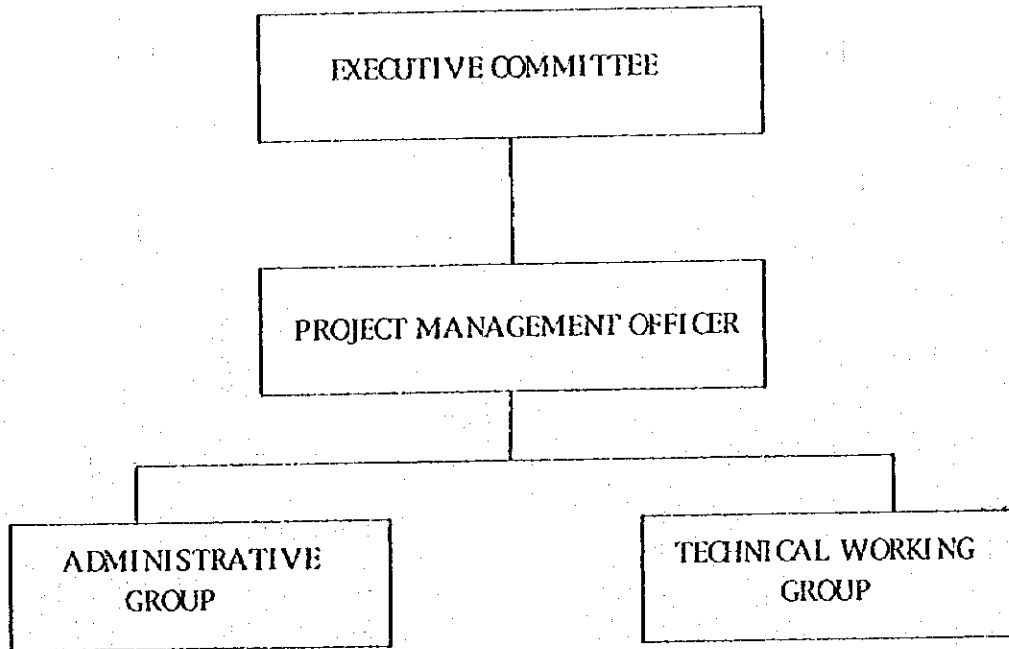 EXECUTIVE COMMITTEE
PROJECT MANAGEMENT OFFICER
ADMINISTRATIVE
GROUP
TECHNICAL WORKING
GROUP